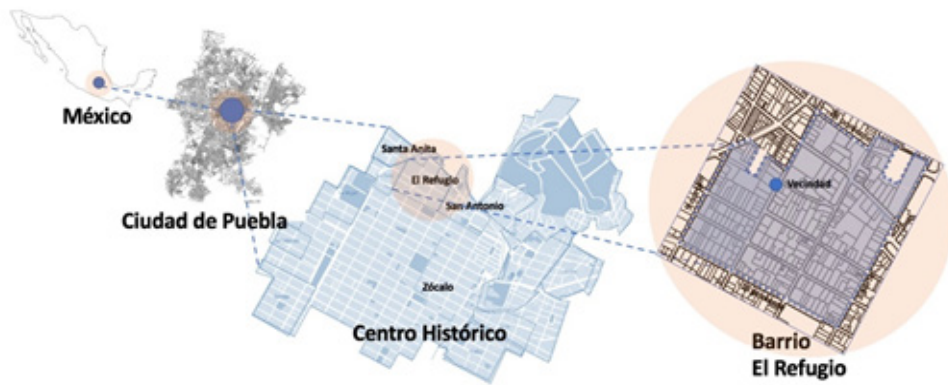 México
Ciudad de Puebla
Santa Anita
El Refugio
San Antonio
Zócalo
Centro Histórico
Vecindad
Barrio
El Refugio